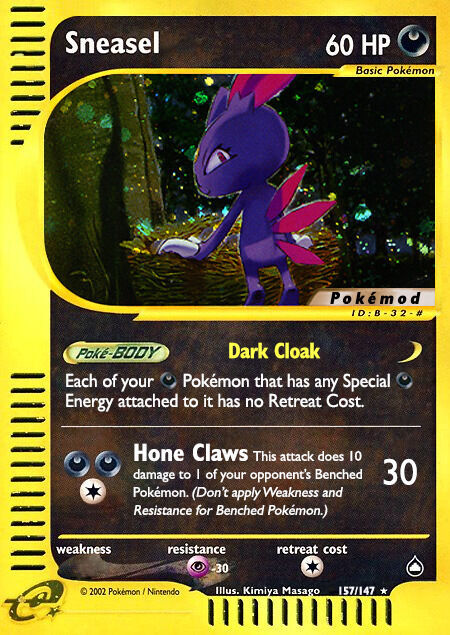 Sneasel 60 HP
Basic Pokémon
Pokémod
ID:B-32-#
Poké-BODY Dark Cloak
Each of your Pokémon that has any Special
Energy attached to it has no Retreat Cost.
Hone Claws This attack does 10 30
damage to 1 of your opponent's Benched
Pokémon. (Don't apply Weakness and
Resistance for Benched Pokémon.)
weakness resistance retreat cost
-30
© 2002 Pokémon / Nintendo Illus. Kimiya Masago 157/147 ★